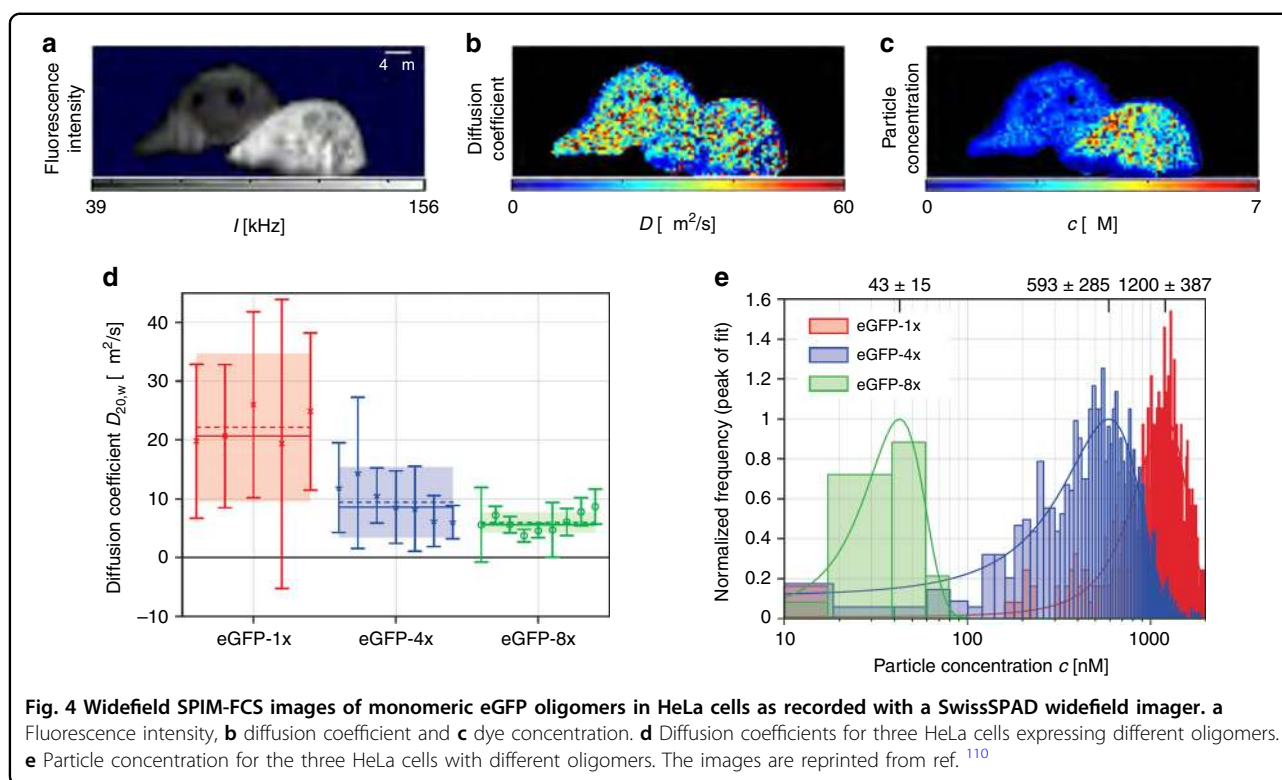 a
b
c
Fluorescence
intensity
4 m
39
156
I [kHz]
Diffusion
coefficient
0
60
D [ m²/s]
Particle
concentration
0
7
c [ M]
d
Diffusion coefficient D20,w [ m²/s]
40
30
20
10
0
−10
eGFP-1x
eGFP-4x
eGFP-8x
e
43 ± 15
593 ± 285
1200 ± 387
Normalized frequency (peak of fit)
1.6
1.4
1.2
1
0.8
0.6
0.4
0.2
0
eGFP-1x
eGFP-4x
eGFP-8x
10
100
1000
Particle concentration c [nM]
Fig. 4 Widefield SPIM-FCS images of monomeric eGFP oligomers in HeLa cells as recorded with a SwissSPAD widefield imager. a
Fluorescence intensity, b diffusion coefficient and c dye concentration. d Diffusion coefficients for three HeLa cells expressing different oligomers.
e Particle concentration for the three HeLa cells with different oligomers. The images are reprinted from ref. 110